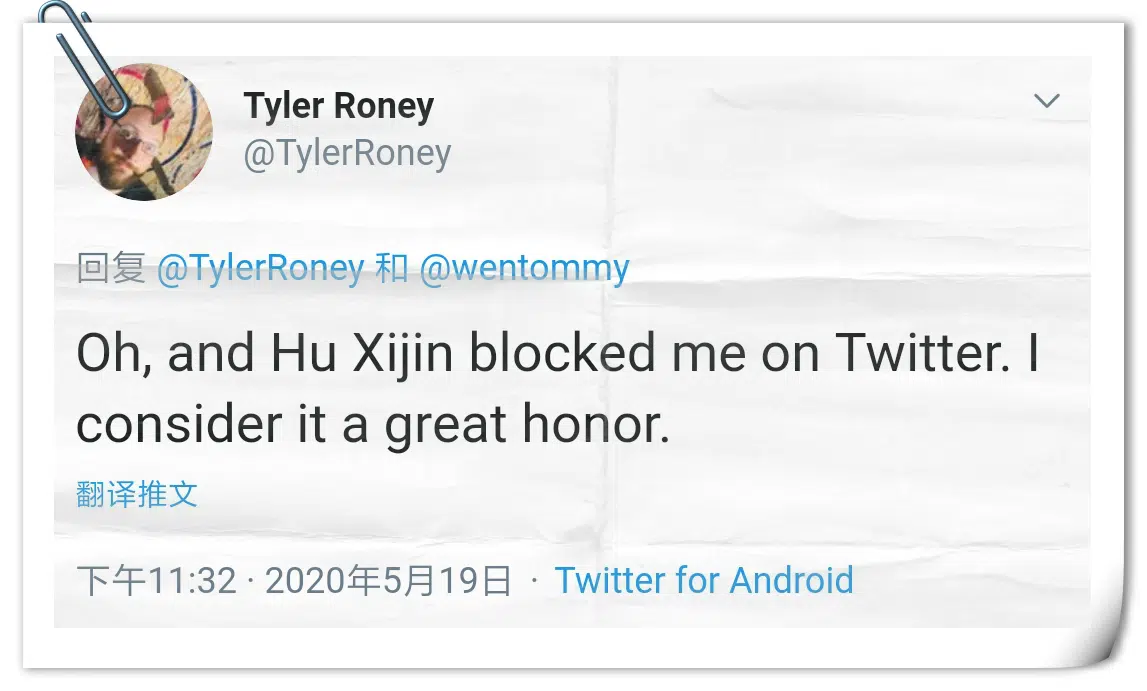 Tyler Roney
@TylerRoney
回复 @TylerRoney 和 @wentommy
Oh, and Hu Xijin blocked me on Twitter. I
consider it a great honor.
翻译推文
下午11:32 · 2020年5月19日 · Twitter for Android